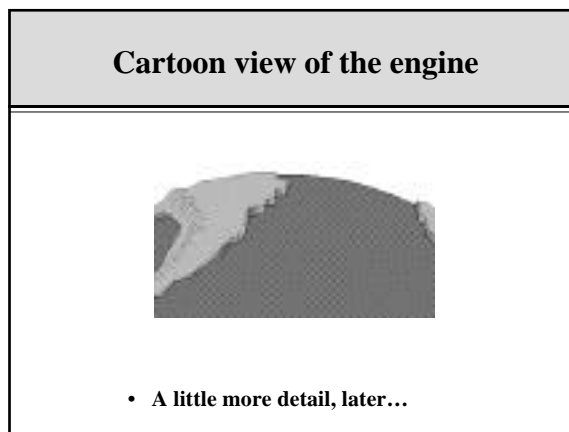 Cartoon view of the engine
• A little more detail, later…